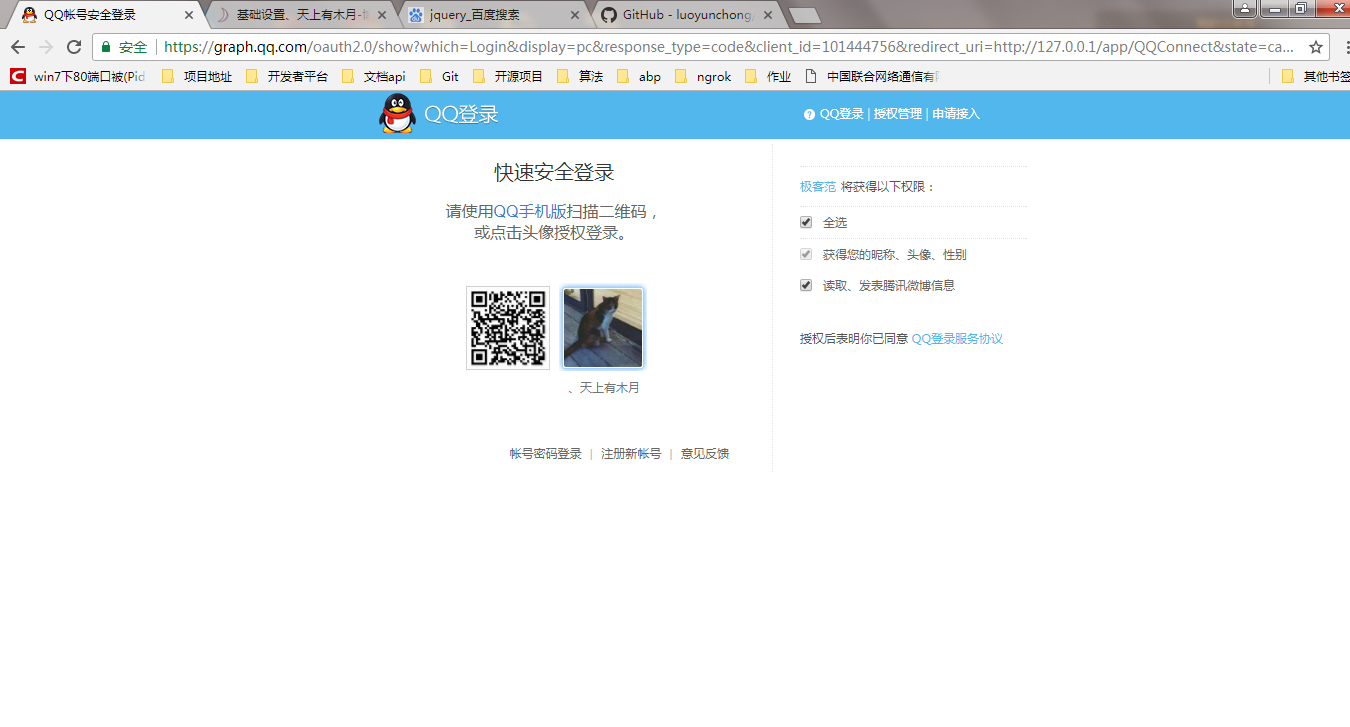 QQ帐号安全登录
基础设置、天上有木月-
jquery_百度搜索
GitHub - luoyunchong
安全 https://graph.qq.com/oauth2.0/show?which=Login&display=pc&response_type=code&client_id=101444756&redirect_uri=http://127.0.0.1/app/QQConnect&state=ca...
win7下80端口被(Pid 项目地址 开发者平台 文档api Git 开源项目 算法 abp ngrok 作业 中国联合网络通信有 其他书签
QQ登录
QQ登录 | 授权管理 | 申请接入
快速安全登录
请使用QQ手机版扫描二维码，
或点击头像授权登录。
、天上有木月
帐号密码登录 | 注册新帐号 | 意见反馈
极客范 将获得以下权限：
全选
获得您的昵称、头像、性别
读取、发表腾讯微博信息
授权后表明你已同意 QQ登录服务协议